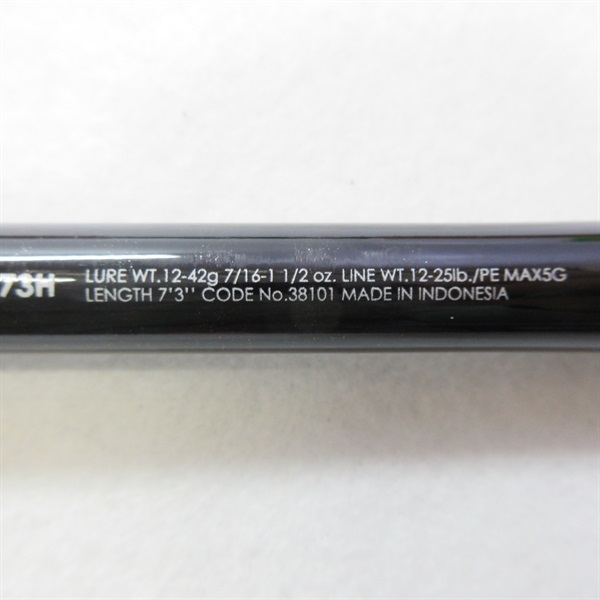 73H
LURE WT.12-42g 7/16-1 1/2 oz. LINE WT.12-25lb./PE MAX5G
LENGTH 7'3'' CODE No.38101 MADE IN INDONESIA